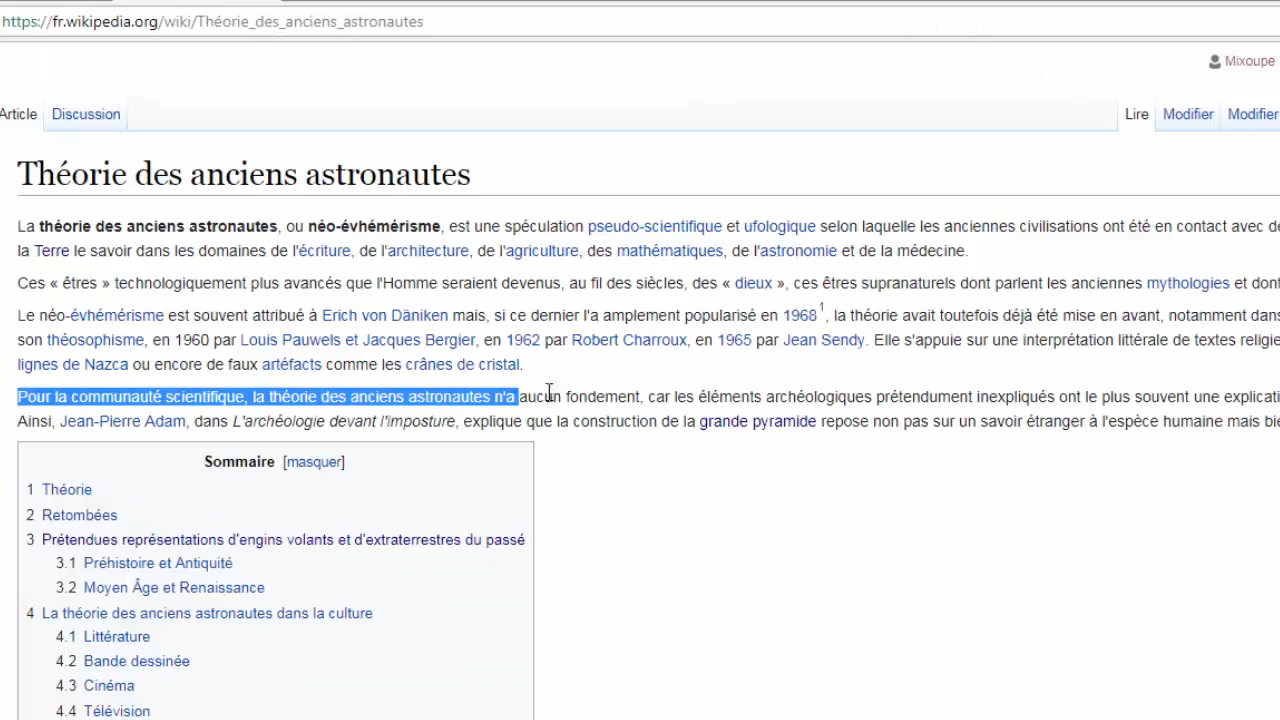 https://fr.wikipedia.org/wiki/Théorie_des_anciens_astronautes
Mixoupe
Article Discussion Lire Modifier Modifier
Théorie des anciens astronautes
La théorie des anciens astronautes, ou néo-évhémérisme, est une spéculation pseudo-scientifique et ufologique selon laquelle les anciennes civilisations ont été en contact avec
la Terre le savoir dans les domaines de l'écriture, de l'architecture, de l'agriculture, des mathématiques, de l'astronomie et de la médecine.
Ces « êtres » technologiquement plus avancés que l'Homme seraient devenus, au fil des siècles, des « dieux », ces êtres supranaturels dont parlent les anciennes mythologies et
Le néo-évhémérisme est souvent attribué à Erich von Däniken mais, si ce dernier l'a amplement popularisé en 1968 1, la théorie avait toutefois déjà été mise en avant, notamment
son théosophisme, en 1960 par Louis Pauwels et Jacques Bergier, en 1962 par Robert Charroux, en 1965 par Jean Sendy. Elle s'appuie sur une interprétation littérale de textes
lignes de Nazca ou encore de faux artéfacts comme les crânes de cristal.
Pour la communauté scientifique, la théorie des anciens astronautes n'a aucun fondement, car les éléments archéologiques prétendument inexpliqués ont le plus souvent une
Ainsi, Jean-Pierre Adam, dans L'archéologie devant l'imposture, explique que la construction de la grande pyramide repose non pas sur un savoir étranger à l'espèce humaine mais
Sommaire [masquer]
1 Théorie
2 Retombées
3 Prétendues représentations d'engins volants et d'extraterrestres du passé
3.1 Préhistoire et Antiquité
3.2 Moyen Âge et Renaissance
4 La théorie des anciens astronautes dans la culture
4.1 Littérature
4.2 Bande dessinée
4.3 Cinéma
4.4 Télévision